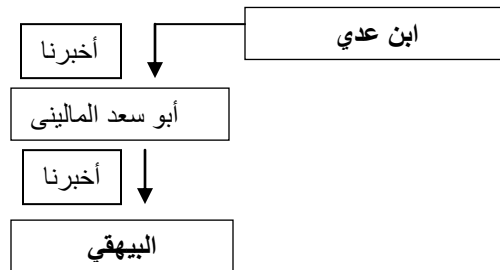 ابن عدي
أخبرنا
أبو سعد المالينى
أخبرنا
البيهقي